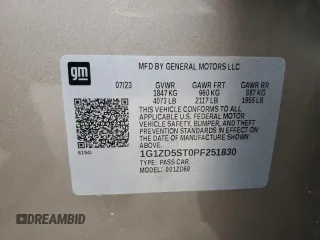 gm
MFD BY GENERAL MOTORS LLC
07/23 GVWR GAWR FRT GAWR RR
1847 KG 960 KG 887 KG
4073 LB 2117 LB 1955 LB
THIS VEHICLE CONFORMS TO ALL
APPLICABLE U.S. FEDERAL MOTOR
VEHICLE SAFETY, BUMPER, AND THEFT
PREVENTION STANDARDS IN EFFECT ON THE
DATE OF MANUFACTURE SHOWN
ABOVE.
1G1ZD5ST0PF251830
TYPE: PASS CAR
MODEL: 001ZD69
DREAMBID